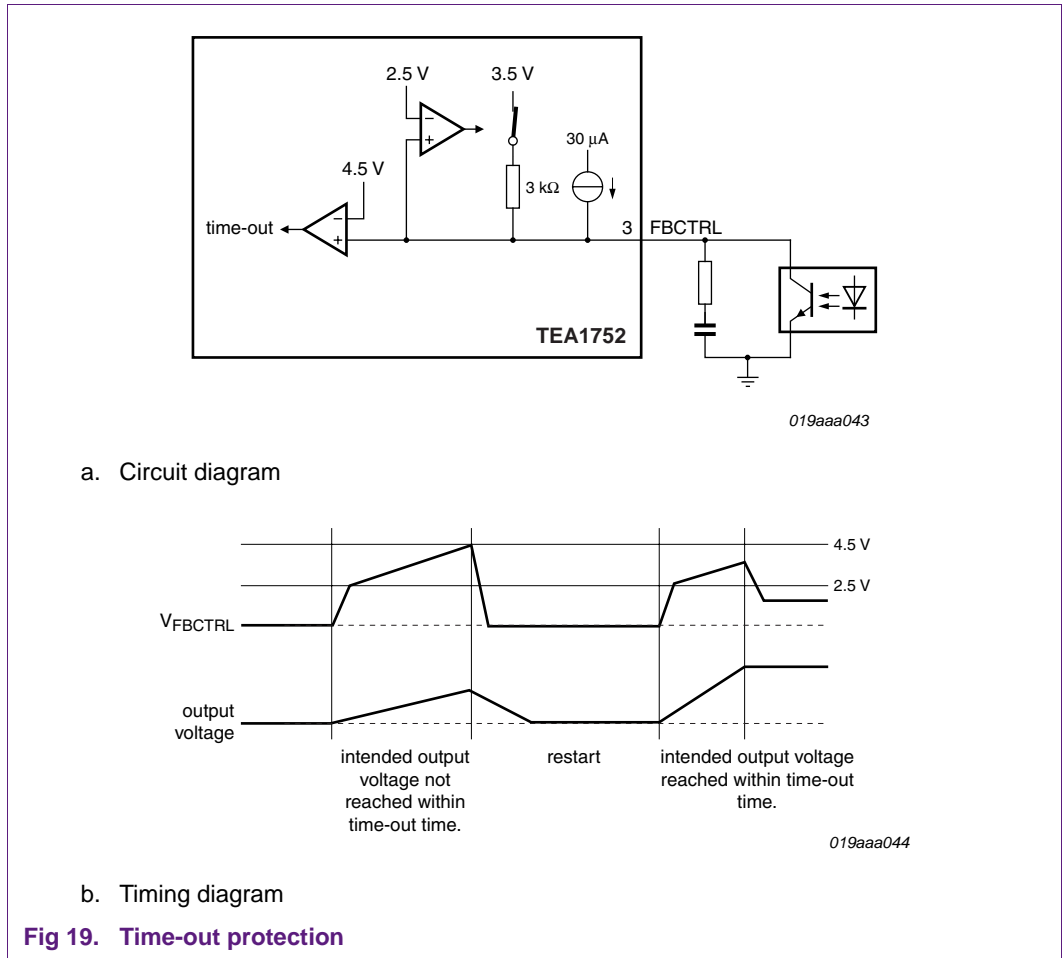 2.5 V
3.5 V
30 μA
−
+
4.5 V
3 kΩ
time-out
−
+
3 FBCTRL
TEA1752
019aaa043
a. Circuit diagram
4.5 V
2.5 V
VFBCTRL
output
voltage
intended output
voltage not
reached within
time-out time.
restart
intended output voltage
reached within time-out
time.
019aaa044
b. Timing diagram
Fig 19. Time-out protection